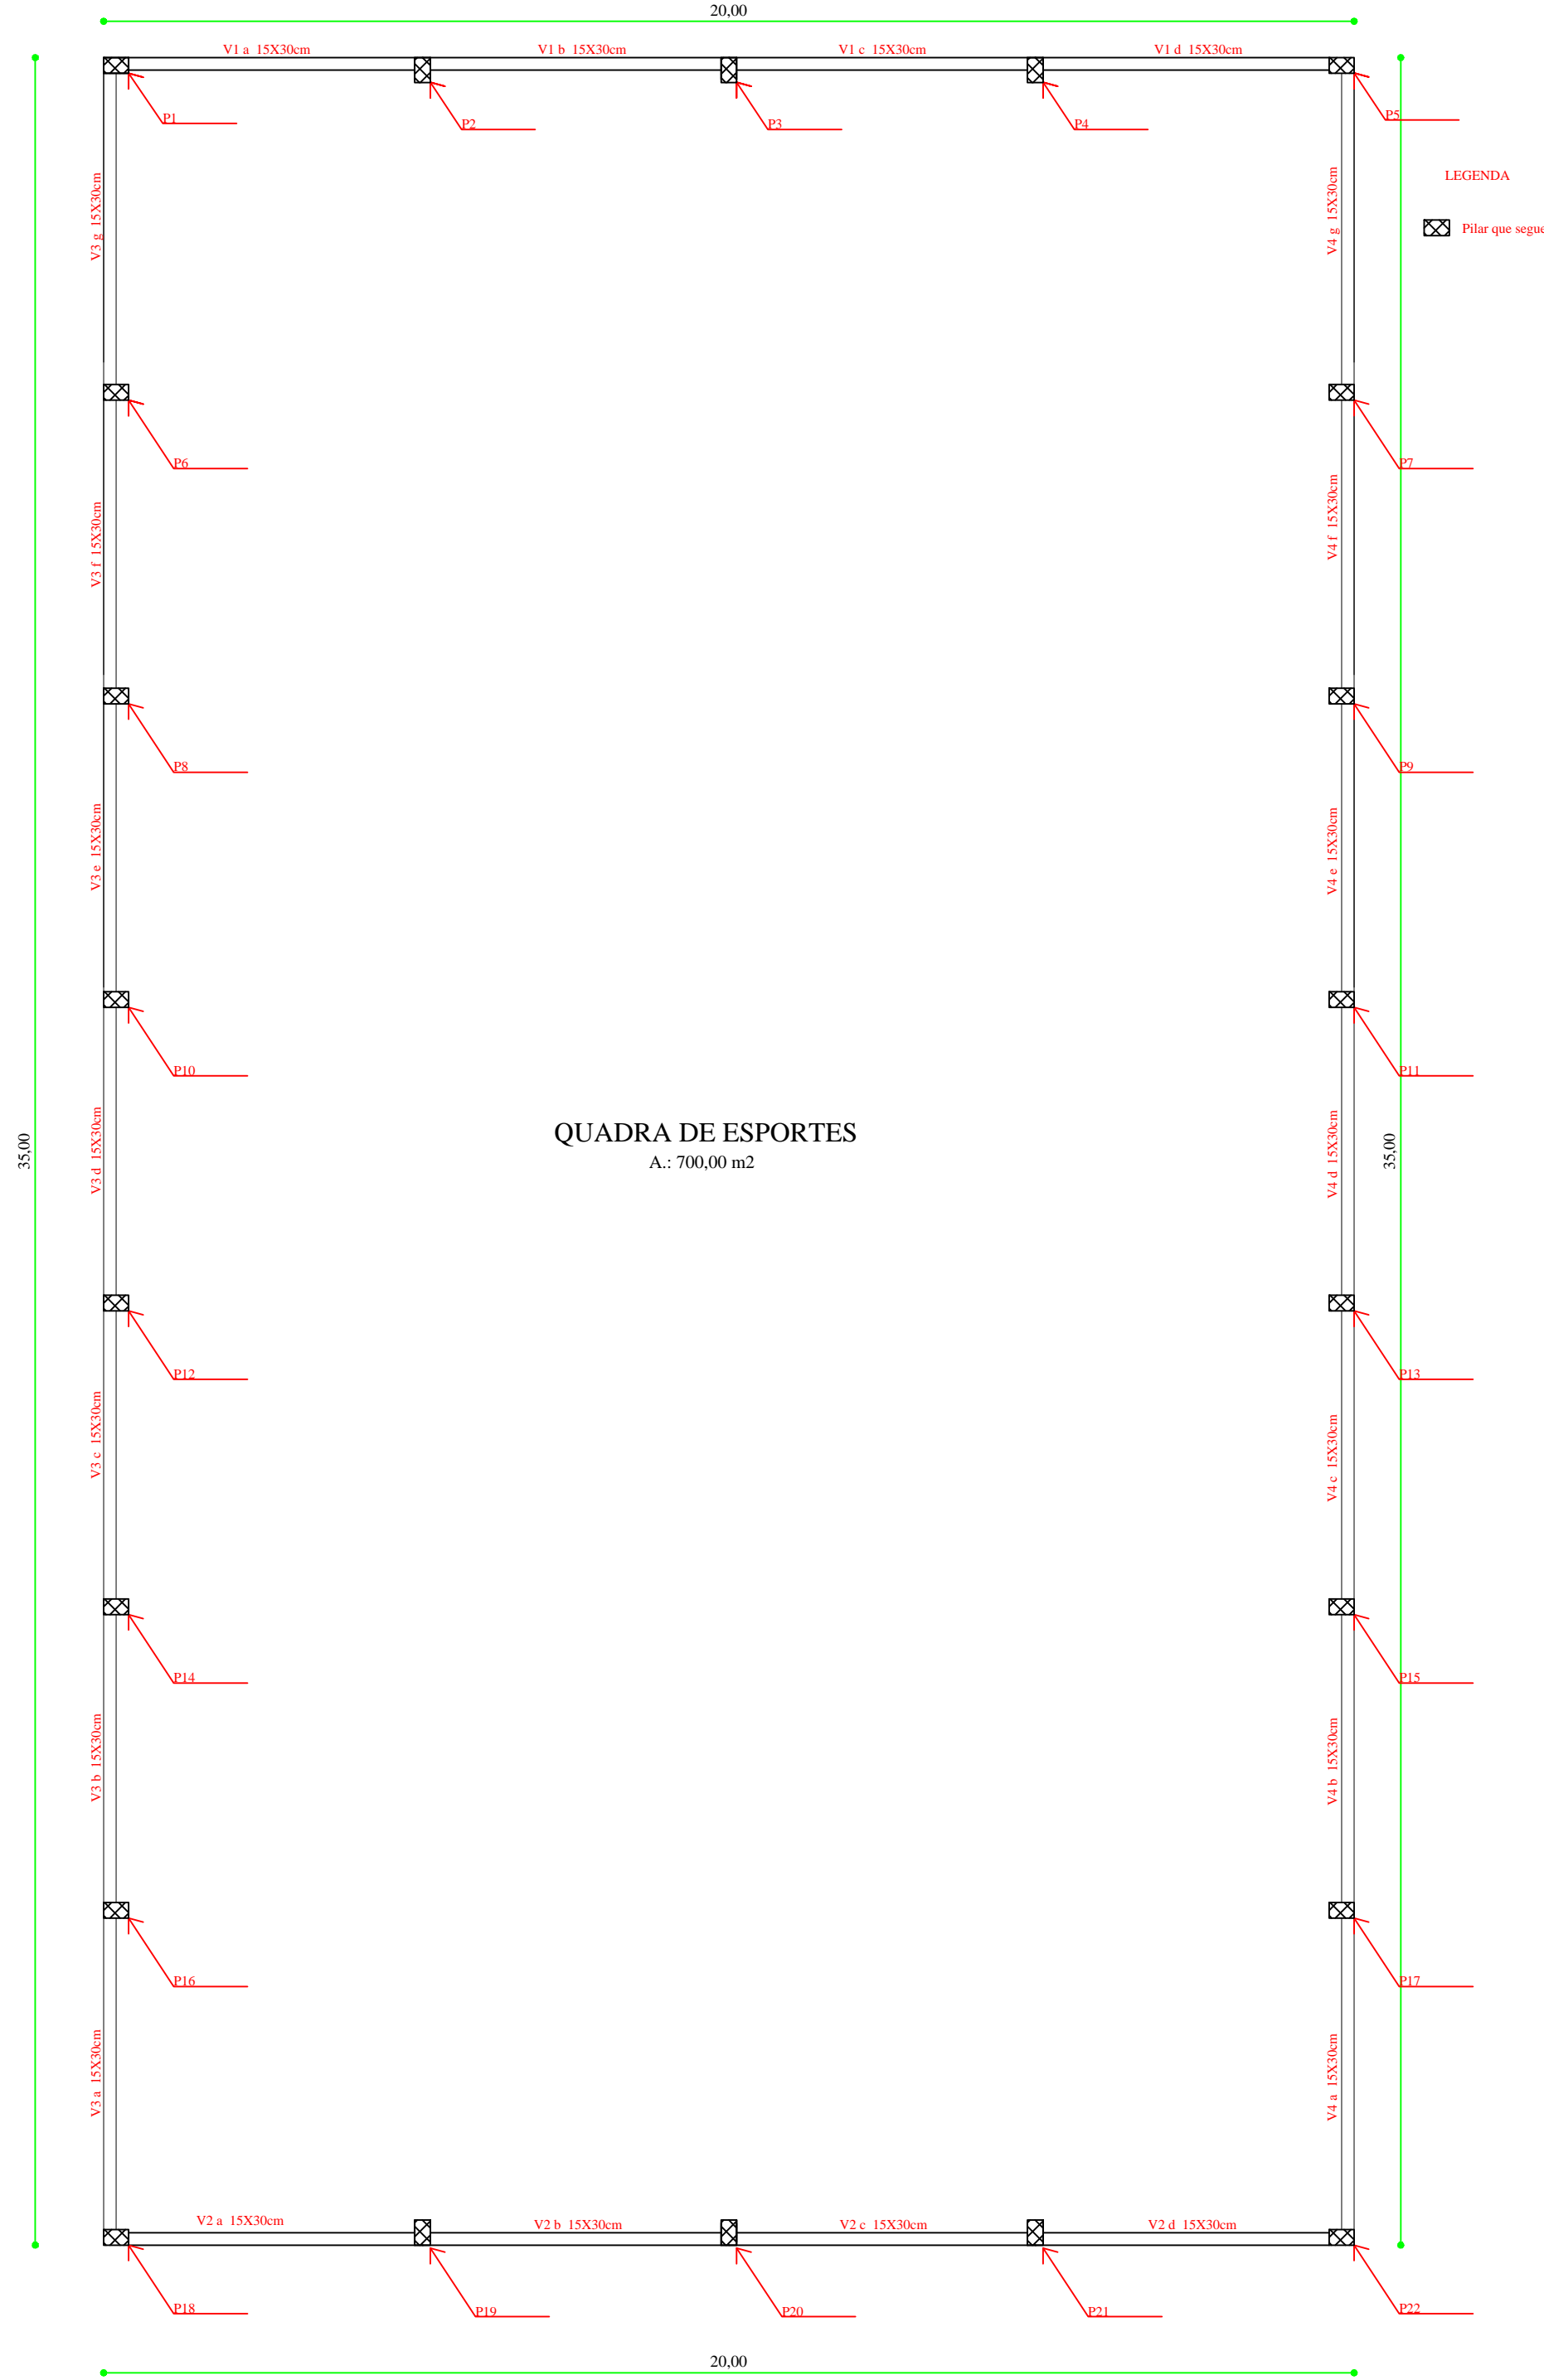 20,00
V1 a 15X30cm
V1 b 15X30cm
V1 c 15X30cm
V1 d 15X30cm
P1
P2
P3
P4
P5
LEGENDA
Pilar que segue
V3 g 15X30cm
V4 g 15X30cm
P6
P7
V3 f 15X30cm
V4 f 15X30cm
P8
P9
V3 e 15X30cm
V4 e 15X30cm
P10
P11
QUADRA DE ESPORTES
A.: 700,00 m2
35,00
35,00
V3 d 15X30cm
V4 d 15X30cm
P12
P13
V3 c 15X30cm
V4 c 15X30cm
P14
P15
V3 b 15X30cm
V4 b 15X30cm
P16
P17
V3 a 15X30cm
V4 a 15X30cm
V2 a 15X30cm
V2 b 15X30cm
V2 c 15X30cm
V2 d 15X30cm
P18
P19
P20
P21
P22
20,00